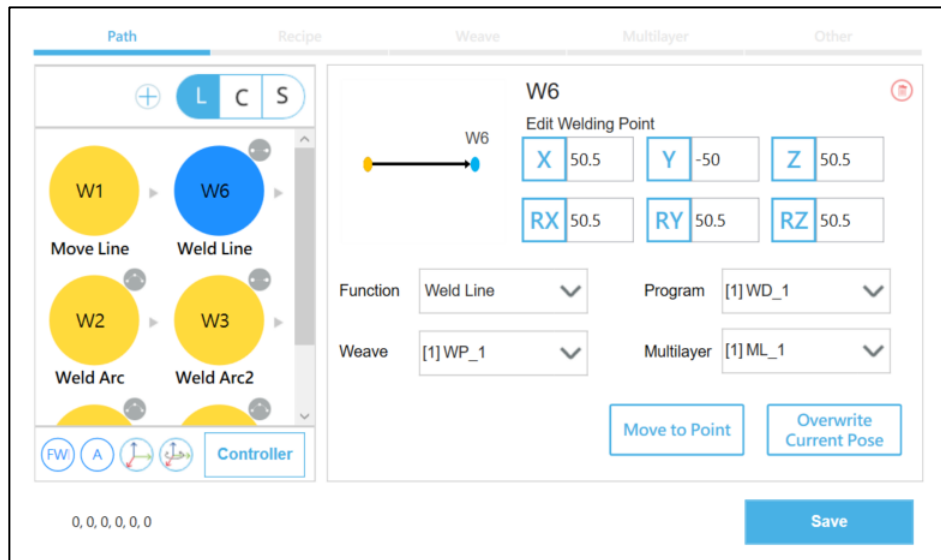 Path Recipe Weave Multilayer Other
L C S
W1 W6
Move Line Weld Line
W2 W3
Weld Arc Weld Arc2
FW A Controller
W6
Edit Welding Point
W6
X 50.5 Y -50 Z 50.5
RX 50.5 RY 50.5 RZ 50.5
Function Weld Line Program [1] WD_1
Weave [1] WP_1 Multilayer [1] ML_1
Move to Point Overwrite
Current Pose
0, 0, 0, 0, 0, 0 Save